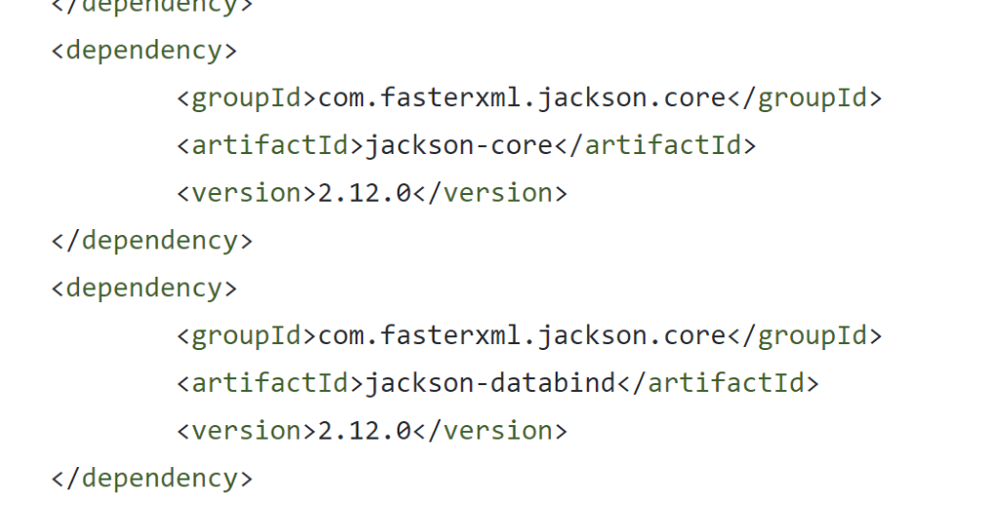 </dependency>
<dependency>
<groupId>com.fasterxml.jackson.core</groupId>
<artifactId>jackson-core</artifactId>
<version>2.12.0</version>
</dependency>
<dependency>
<groupId>com.fasterxml.jackson.core</groupId>
<artifactId>jackson-databind</artifactId>
<version>2.12.0</version>
</dependency>